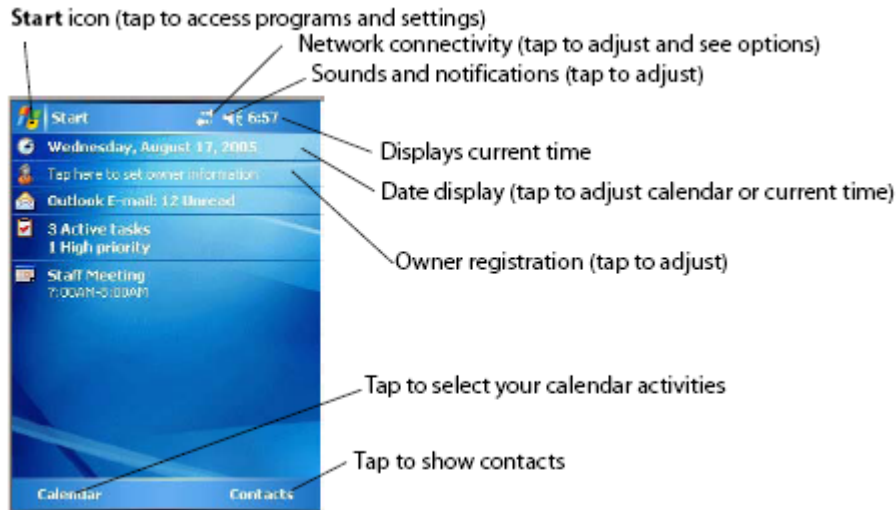 Start icon (tap to access programs and settings)
Network connectivity (tap to adjust and see options)
Sounds and notifications (tap to adjust)
Start 6:57
Wednesday, August 17, 2005
Displays current time
Tap here to set owner information
Date display (tap to adjust calendar or current time)
Outlook E-mail: 12 Unread
3 Active tasks
1 High priority
Owner registration (tap to adjust)
Staff Meeting
7:00AM-8:00AM
Tap to select your calendar activities
Tap to show contacts
Calendar Contacts